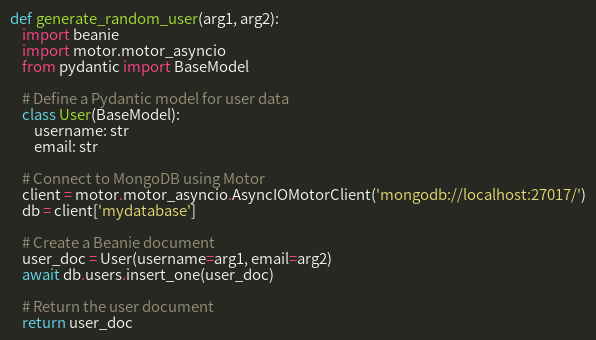 def generate_random_user(arg1, arg2):
    import beanie
    import motor.motor_asyncio
    from pydantic import BaseModel

    # Define a Pydantic model for user data
    class User(BaseModel):
        username: str
        email: str

    # Connect to MongoDB using Motor
    client = motor.motor_asyncio.AsyncIOMotorClient('mongodb://localhost:27017/')
    db = client['mydatabase']

    # Create a Beanie document
    user_doc = User(username=arg1, email=arg2)
    await db.users.insert_one(user_doc)

    # Return the user document
    return user_doc